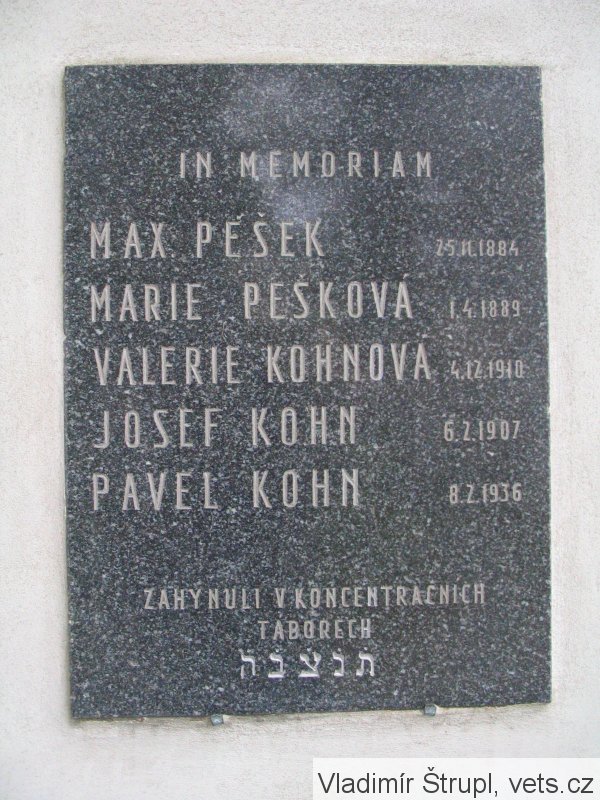 IN MEMORIAM
MAX PEŠEK 25.11.1884
MARIE PEŠKOVÁ 1.4.1889
VALERIE KOHNOVÁ 4.12.1910
JOSEF KOHN 6.2.1907
PAVEL KOHN 8.2.1936
ZAHYNULI V KONCENTRAČNÍCH
TÁBORECH
תנצבה
Vladimír Štrupl, vets.cz